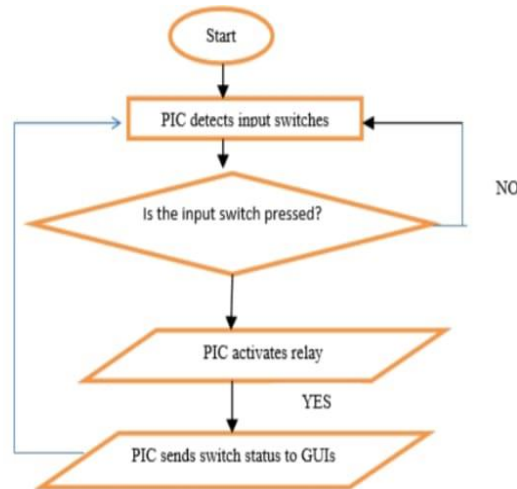 Start
PIC detects input switches
NO
Is the input switch pressed?
PIC activates relay
YES
PIC sends switch status to GUIs